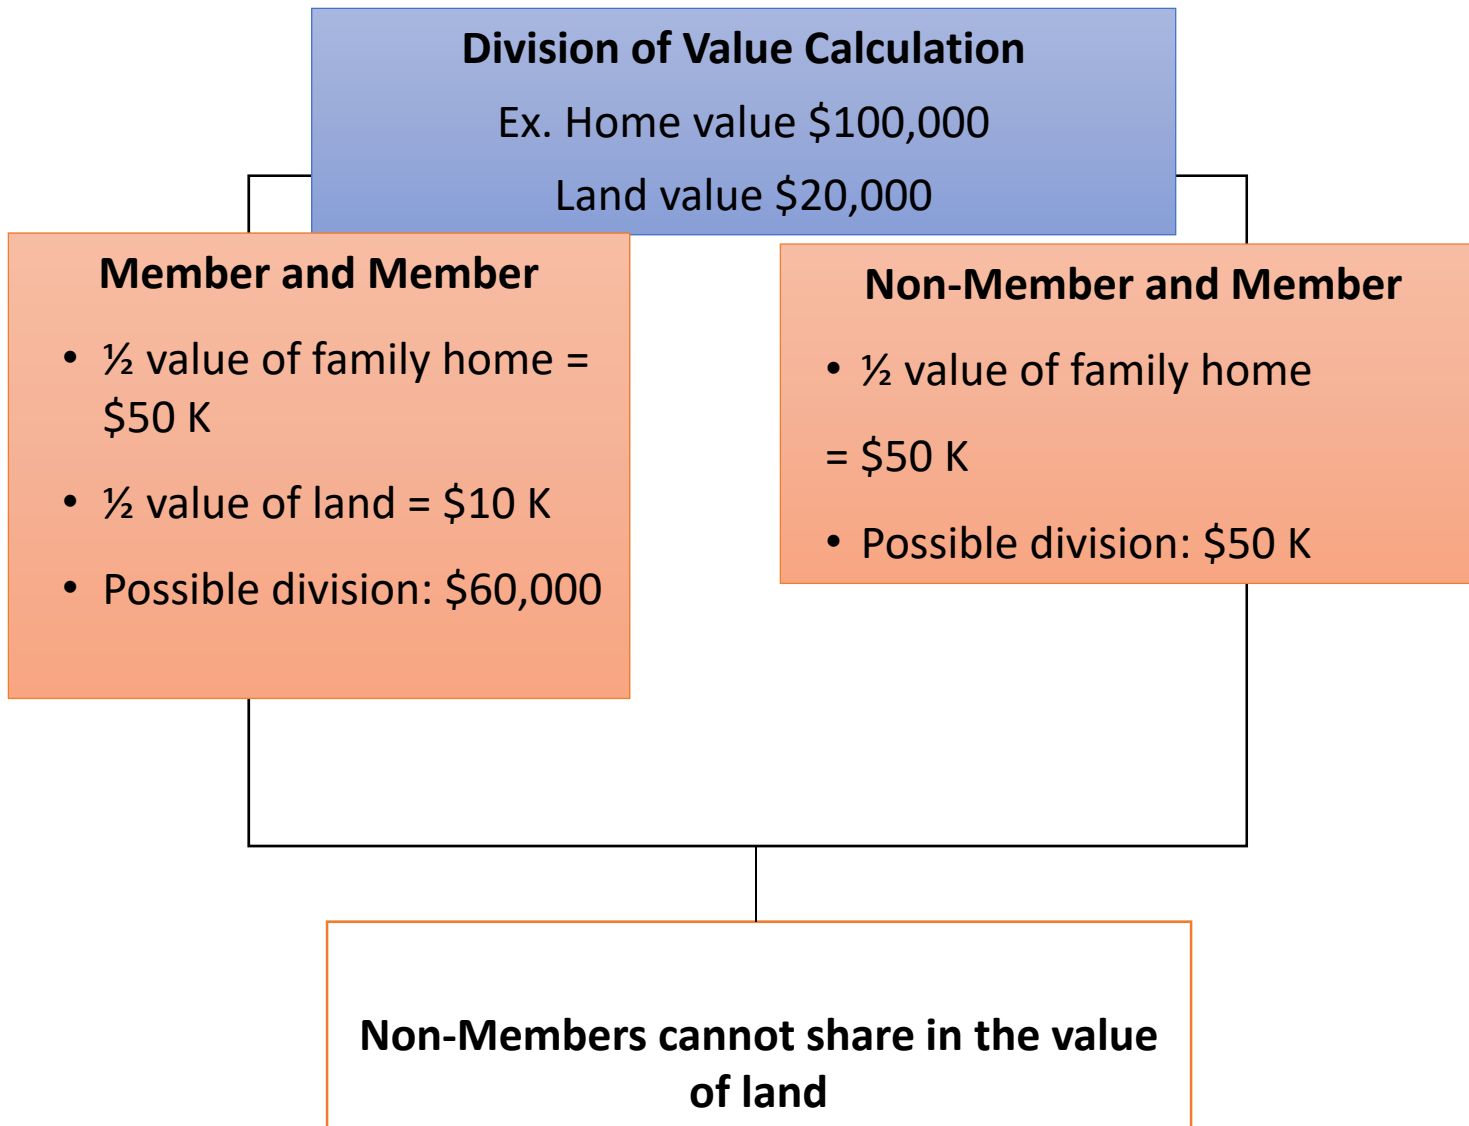 Division of Value Calculation
Ex. Home value $100,000
Land value $20,000
Member and Member
• ½ value of family home =
$50 K
• ½ value of land = $10 K
• Possible division: $60,000
Non-Member and Member
• ½ value of family home
= $50 K
• Possible division: $50 K
Non-Members cannot share in the value
of land